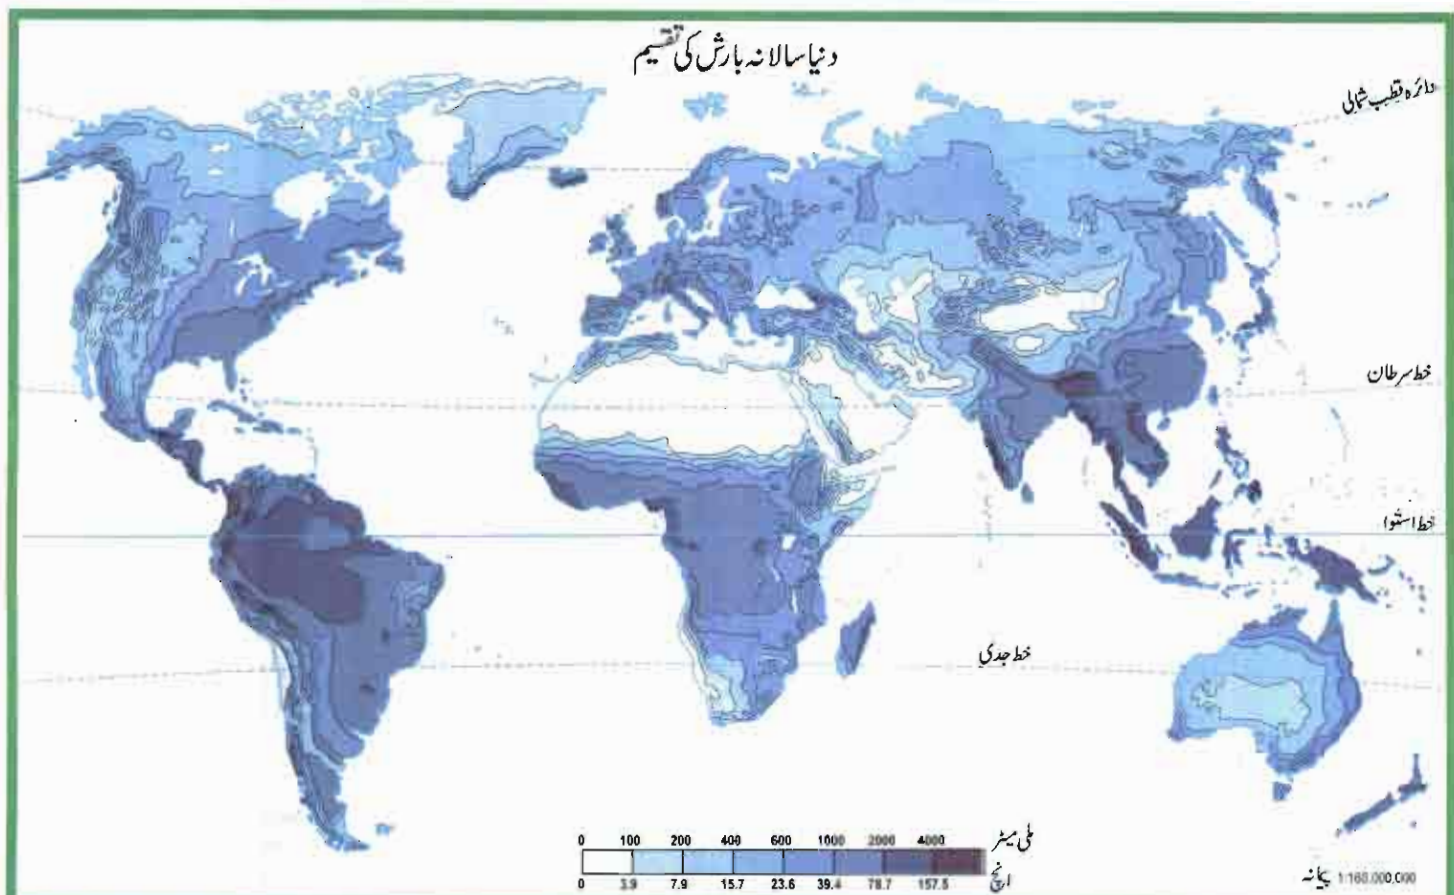 دنیا سالانہ بارش کی تقسیم
دائرہ قطب شمالی
خط سرطان
خط استوا
خط جدی
0 100 200 400 600 1000 2000 4000 ملی میٹر
0 3.9 7.9 15.7 23.6 39.4 78.7 157.5 انچ
پیمانہ 1:160,000,000